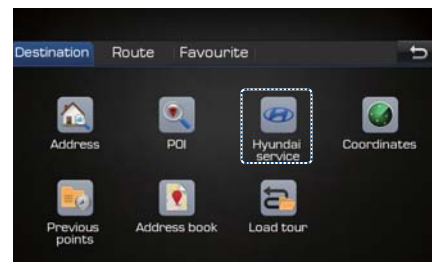 Destination Route Favourite
Address POI Hyundai service Coordinates
Previous points Address book Load tour